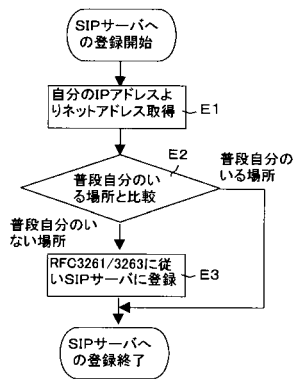 SIPサーバへ
の登録開始
自分のIPアドレスよ
りネットアドレス取得
E1
E2
普段自分のい
る場所と比較
普段自分の
いる場所
普段自分のい
ない場所
RFC3261/3263に従
いSIPサーバに登録
E3
SIPサーバへ
の登録終了